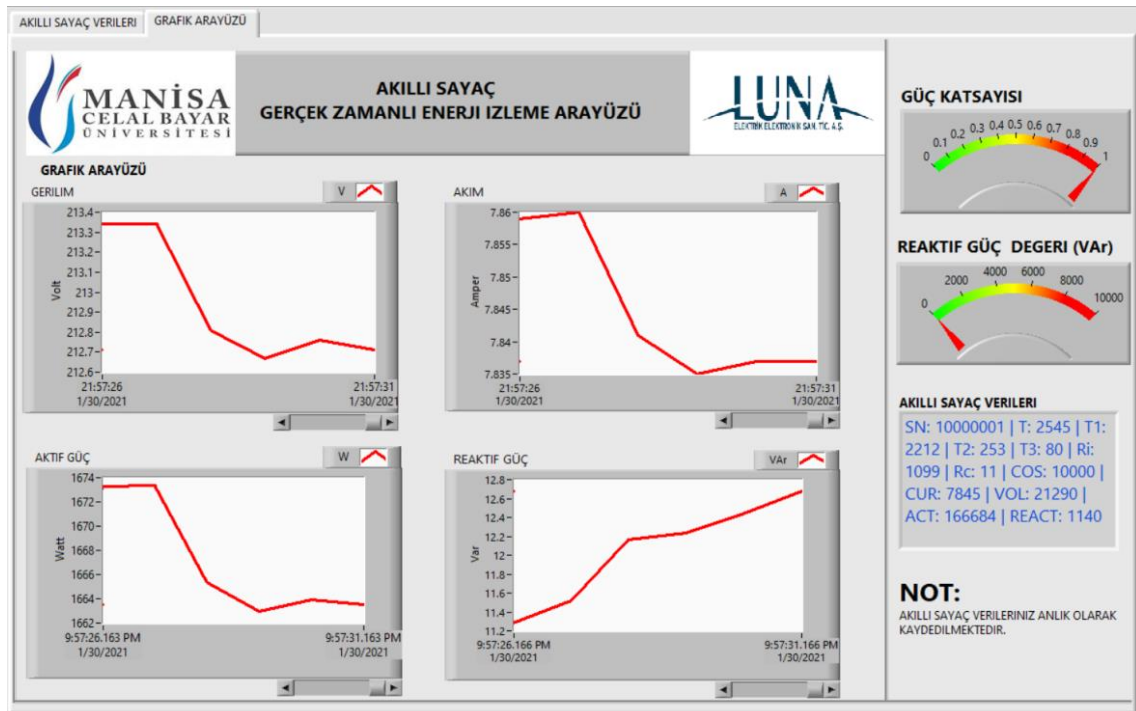 AKILLI SAYAÇ VERILERI
GRAFIK ARAYÜZÜ
MANİSA
CELAL BAYAR
ÜNİVERSİTESİ
AKILLI SAYAÇ
GERÇEK ZAMANLI ENERJI IZLEME ARAYÜZÜ
LUNA
ELEKTRİK ELEKTRONİK SAN. TİC. A.Ş.
GRAFIK ARAYÜZÜ
GERILIM
V
213.4
213.3
213.2
213.1
213
212.9
212.8
212.7
212.6
Volt
21:57:26
1/30/2021
21:57:31
1/30/2021
AKIM
A
7.86
7.855
7.85
7.845
7.84
7.835
Amper
21:57:26
1/30/2021
21:57:31
1/30/2021
AKTIF GÜÇ
W
1674
1672
1670
1668
1666
1664
1662
Watt
9:57:26.163 PM
1/30/2021
9:57:31.163 PM
1/30/2021
REAKTIF GÜÇ
VAr
12.8
12.6
12.4
12.2
12
11.8
11.6
11.4
11.2
Var
9:57:26.166 PM
1/30/2021
9:57:31.166 PM
1/30/2021
GÜÇ KATSAYISI
0 0.1 0.2 0.3 0.4 0.5 0.6 0.7 0.8 0.9 1
REAKTIF GÜÇ DEGERI (VAr)
0 2000 4000 6000 8000 10000
AKILLI SAYAÇ VERILERI
SN: 10000001 | T: 2545 | T1:
2212 | T2: 253 | T3: 80 | Ri:
1099 | Rc: 11 | COS: 10000 |
CUR: 7845 | VOL: 21290 |
ACT: 166684 | REACT: 1140
NOT:
AKILLI SAYAÇ VERILERINIZ ANLIK OLARAK
KAYDEDILMEKTEDIR.